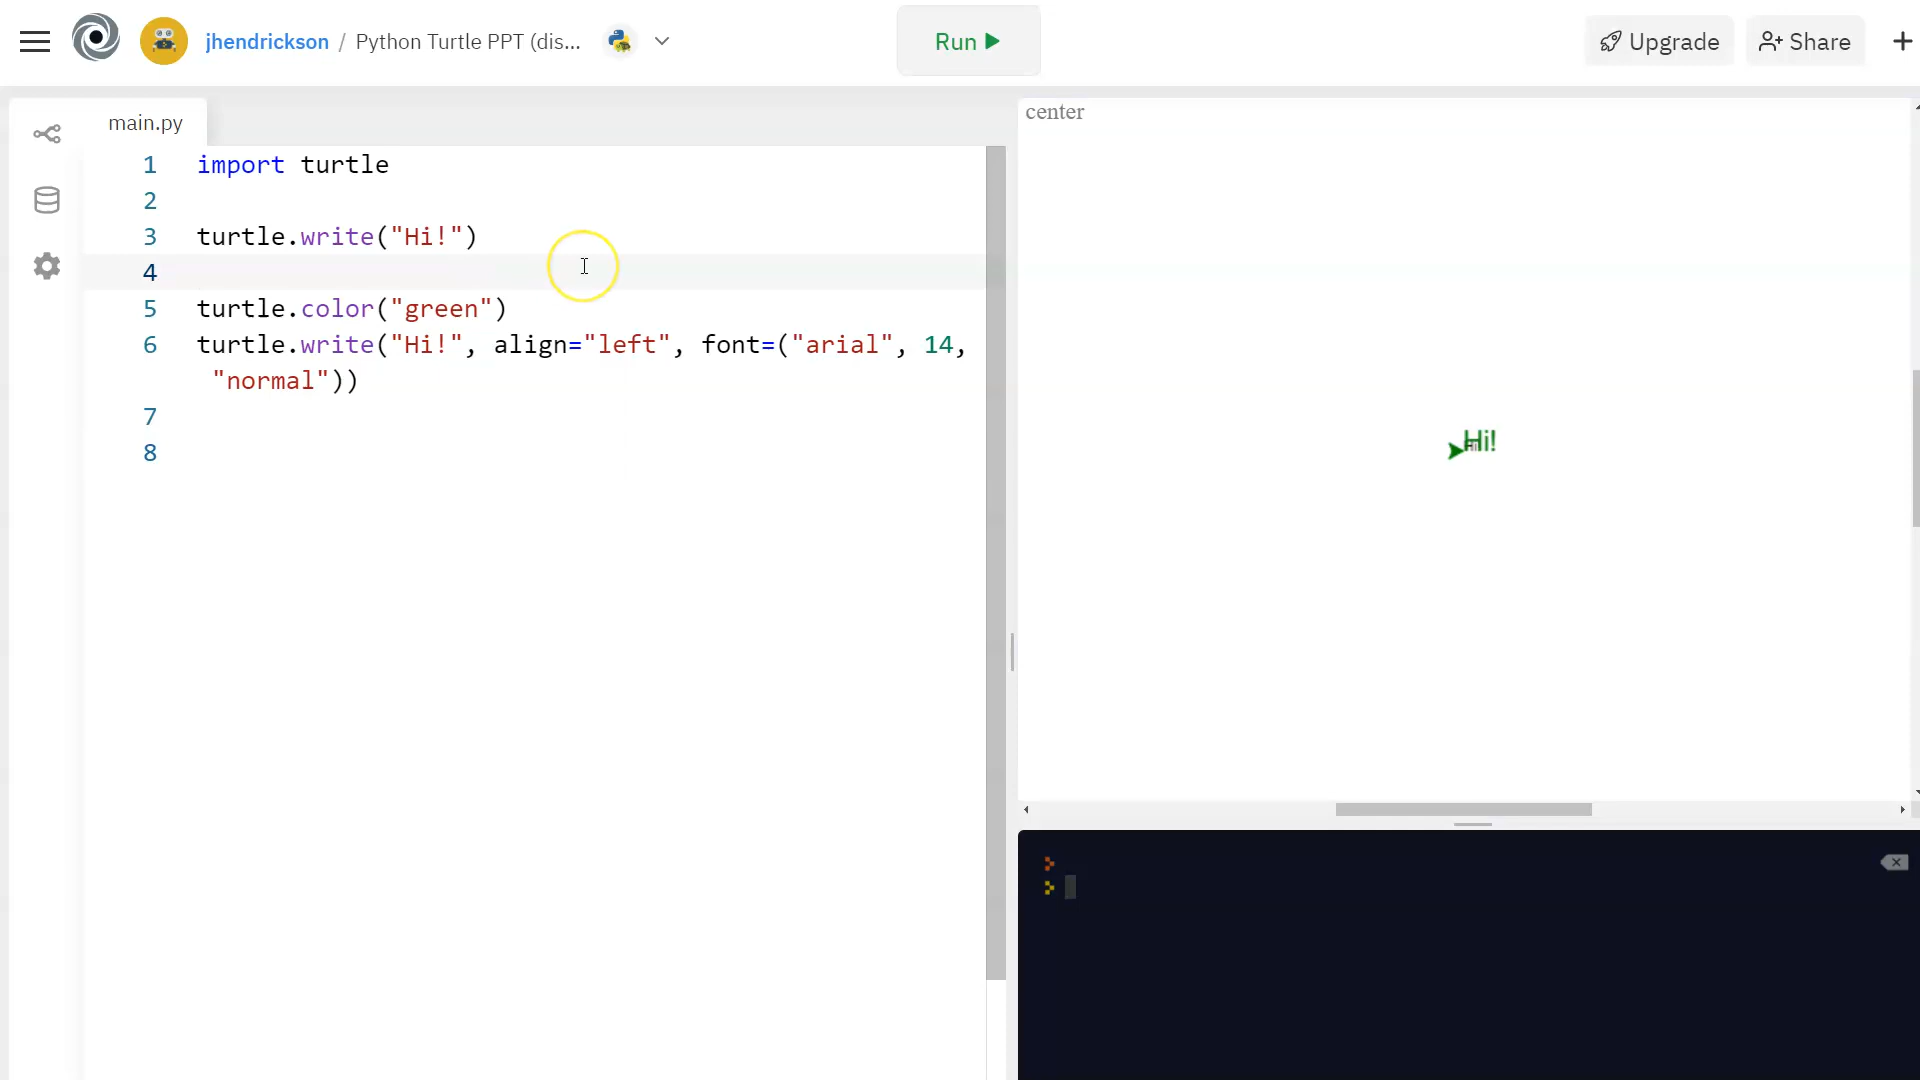 jhendrickson / Python Turtle PPT (dis...
Run
Upgrade
Share
main.py
1 import turtle
2
3 turtle.write("Hi!")
4
5 turtle.color("green")
6 turtle.write("Hi!", align="left", font=("arial", 14,
"normal"))
7
8
center
Hi!